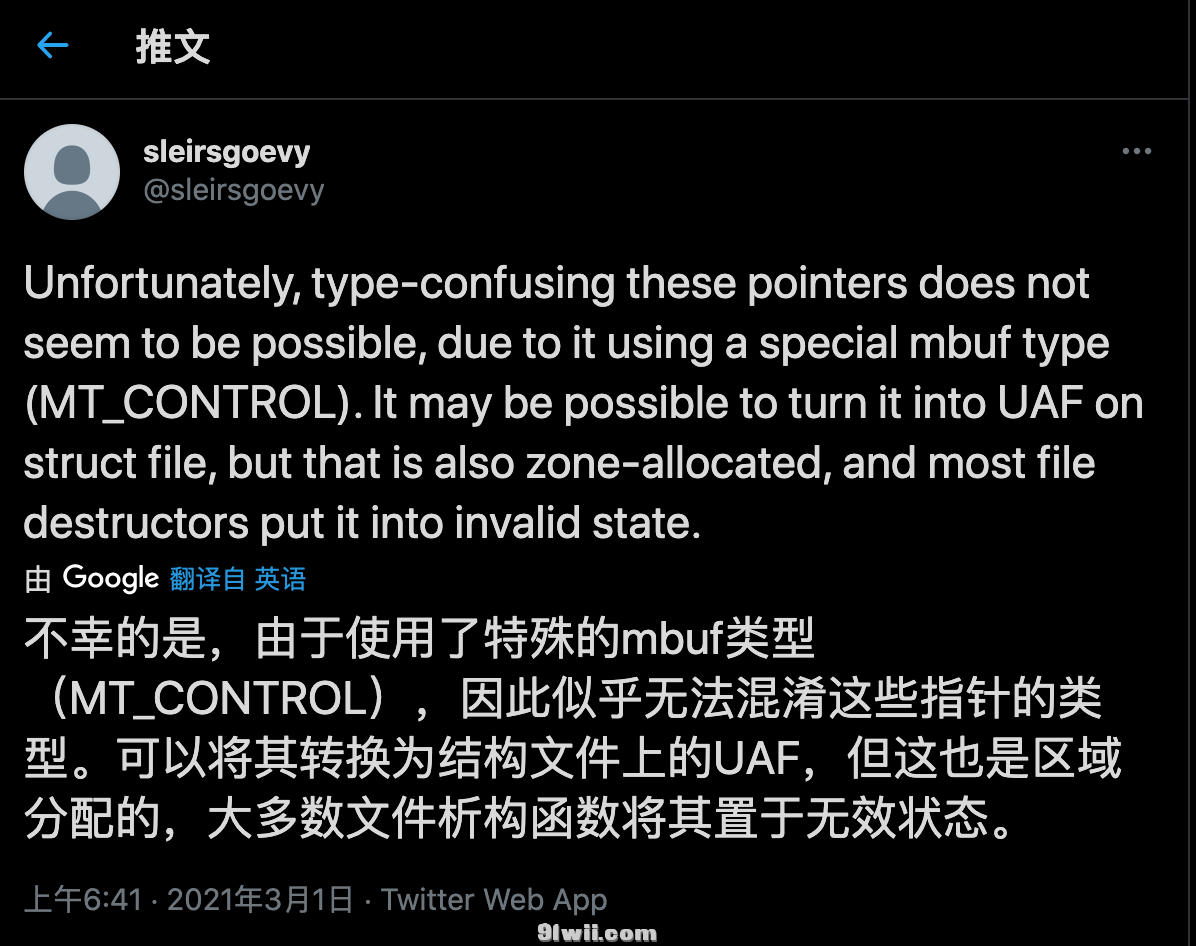 推文
sleirsgoevy
@sleirsgoevy
Unfortunately, type-confusing these pointers does not
seem to be possible, due to it using a special mbuf type
(MT_CONTROL). It may be possible to turn it into UAF on
struct file, but that is also zone-allocated, and most file
destructors put it into invalid state.
由 Google 翻译自 英语
不幸的是，由于使用了特殊的mbuf类型
（MT_CONTROL），因此似乎无法混淆这些指针的类
型。可以将其转换为结构文件上的UAF，但这也是区域
分配的，大多数文件析构函数将其置于无效状态。
上午6:41 · 2021年3月1日 · Twitter Web App
91wii.com